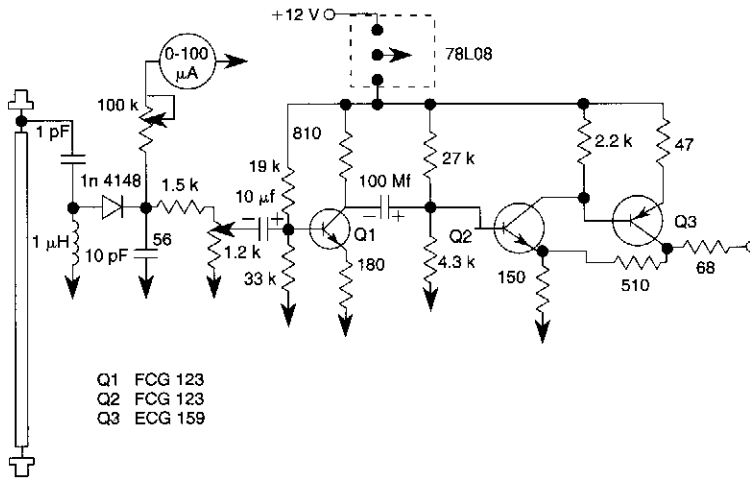 +12 V
78L08
0-100
μA
100 k
1 pF
1n 4148
1.5 k
1 μH
10 pF
56
1.2 k
19 k
10 μf
- +
33 k
810
100 Mf
- +
Q1
180
27 k
4.3 k
Q2
150
2.2 k
47
Q3
510
68
Q1 FCG 123
Q2 FCG 123
Q3 ECG 159